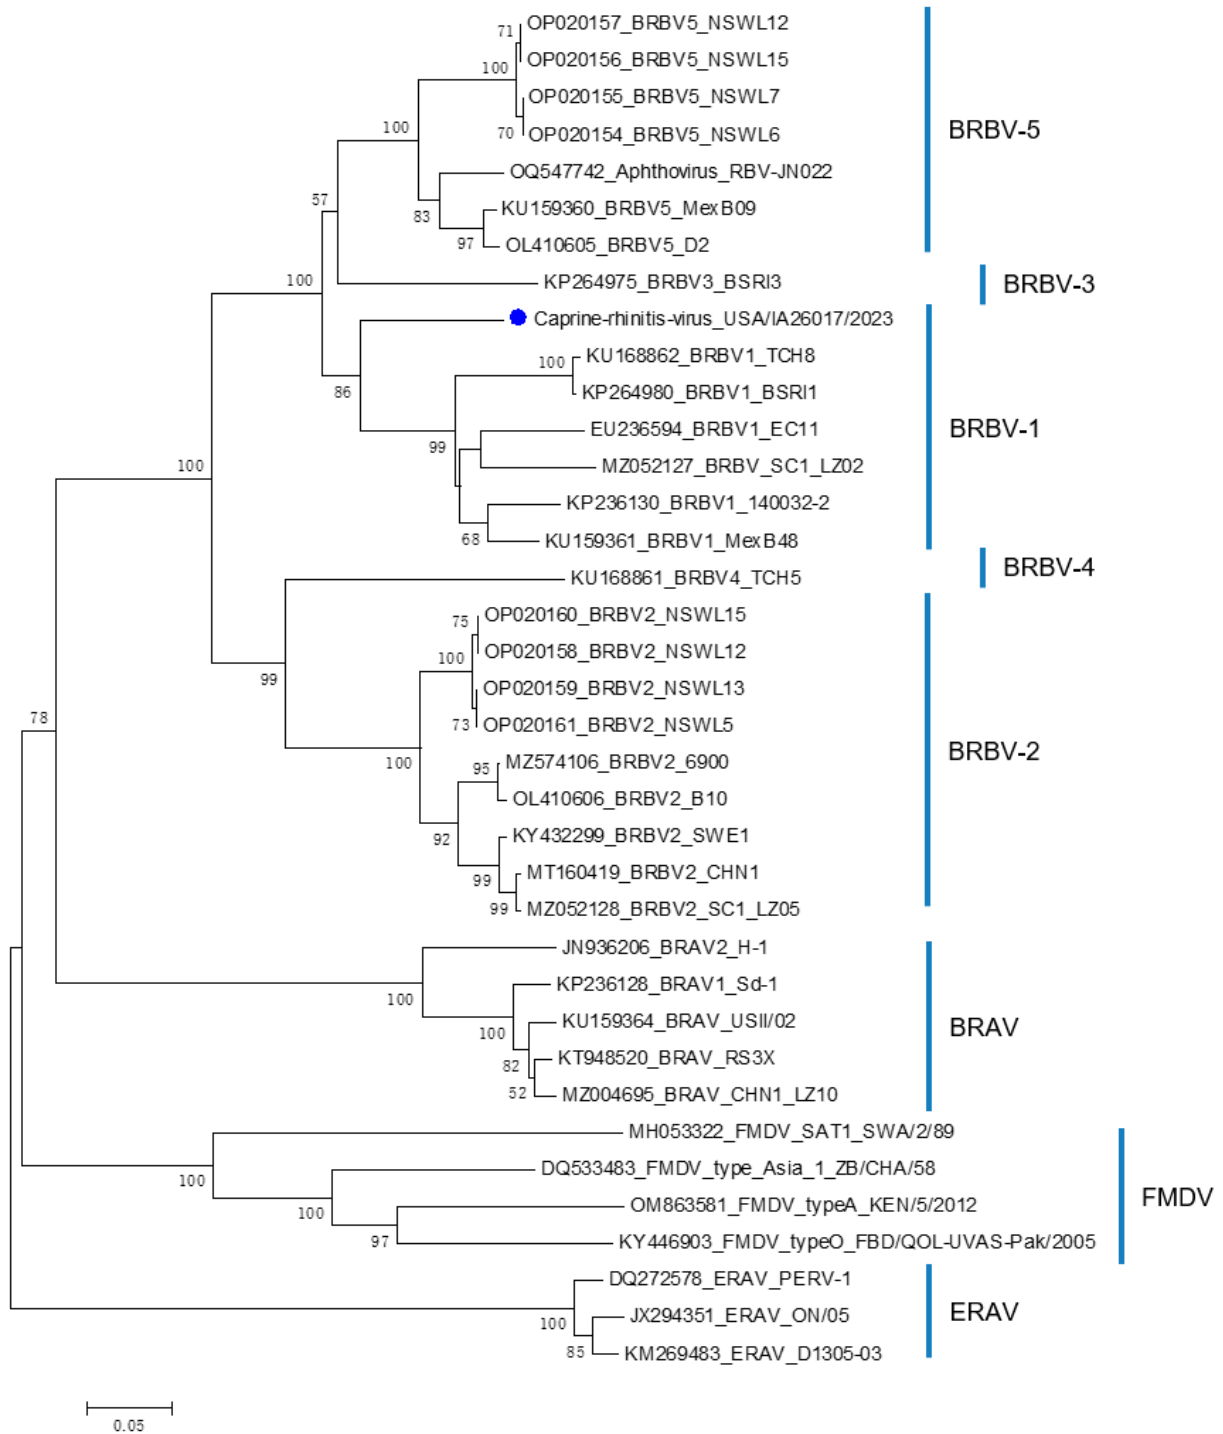 71
OP020157_BRBV5_NSWL12
OP020156_BRBV5_NSWL15
100
OP020155_BRBV5_NSWL7
70
OP020154_BRBV5_NSWL6
BRBV-5
100
OQ547742_Aphthovirus_RBV-JN022
57
83
KU159360_BRBV5_MexB09
97
OL410605_BRBV5_D2
100
KP264975_BRBV3_BSRI3
BRBV-3
Caprine-rhinitis-virus_USA/IA26017/2023
100
KU168862_BRBV1_TCH8
86
KP264980_BRBV1_BSRI1
EU236594_BRBV1_EC11
BRBV-1
99
100
MZ052127_BRBV_SC1_LZ02
KP236130_BRBV1_140032-2
68
KU159361_BRBV1_MexB48
BRBV-4
KU168861_BRBV4_TCH5
75
OP020160_BRBV2_NSWL15
100
OP020158_BRBV2_NSWL12
99
OP020159_BRBV2_NSWL13
78
73
OP020161_BRBV2_NSWL5
BRBV-2
100
95
MZ574106_BRBV2_6900
OL410606_BRBV2_B10
92
KY432299_BRBV2_SWE1
99
MT160419_BRBV2_CHN1
99
MZ052128_BRBV2_SC1_LZ05
JN936206_BRAV2_H-1
100
KP236128_BRAV1_Sd-1
100
KU159364_BRAV_USII/02
BRAV
82
KT948520_BRAV_RS3X
52
MZ004695_BRAV_CHN1_LZ10
MH053322_FMDV_SAT1_SWA/2/89
100
DQ533483_FMDV_type_Asia_1_ZB/CHA/58
FMDV
100
OM863581_FMDV_typeA_KEN/5/2012
97
KY446903_FMDV_typeO_FBD/QOL-UVAS-Pak/2005
DQ272578_ERAV_PERV-1
100
JX294351_ERAV_ON/05
ERAV
85
KM269483_ERAV_D1305-03
0.05